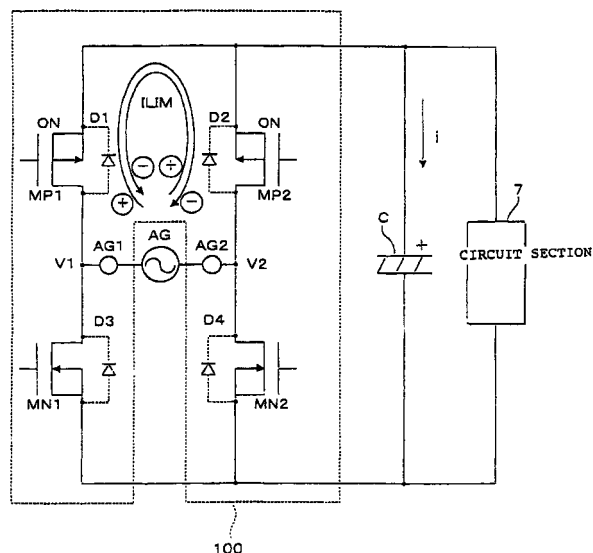 D1
ILIM
D2
ON
ON
i
MP1
MP2
− +
+
−
7
C
+
AG
V1
AG1
AG2
V2
CIRCUIT SECTION
D3
D4
MN1
MN2
100